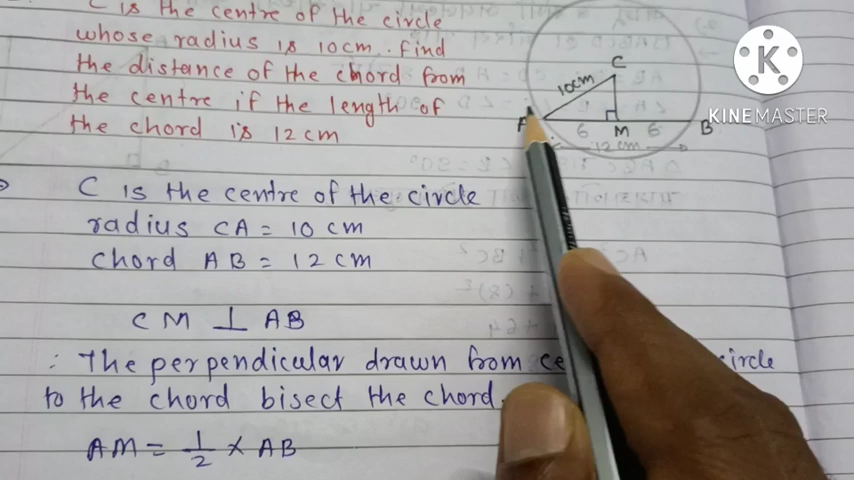 C is the centre of the circle
whose radius is 10cm. find
the distance of the chord from
the centre if the length of
the chord is 12 cm
C
10cm
A
6
M
6
B
12 cm
K
KINEMASTER
C is the centre of the circle
radius CA = 10 cm
chord AB = 12 cm
CM ⊥ AB
∴ The perpendicular drawn from circle
to the chord bisect the chord.
AM = 1/2 × AB